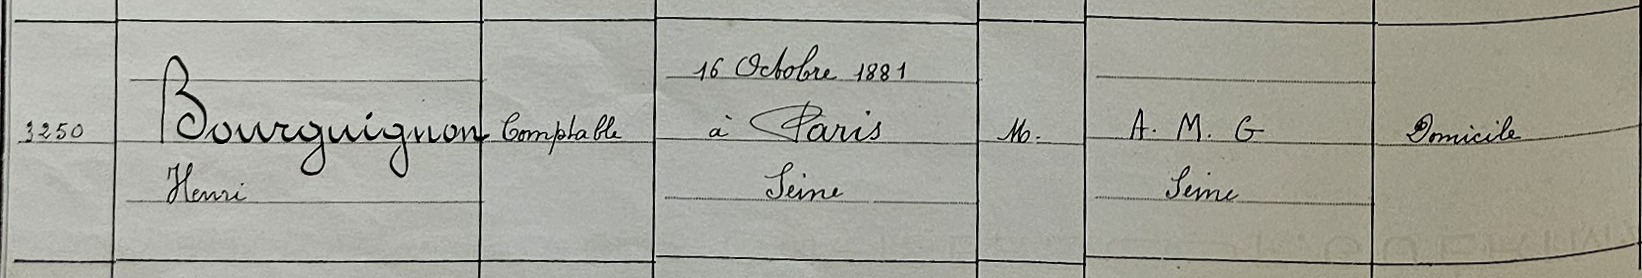 16 Octobre 1881
3250 Bourguignon Comptable à Paris M. A. M. G Domicile
Henri Seine Seine